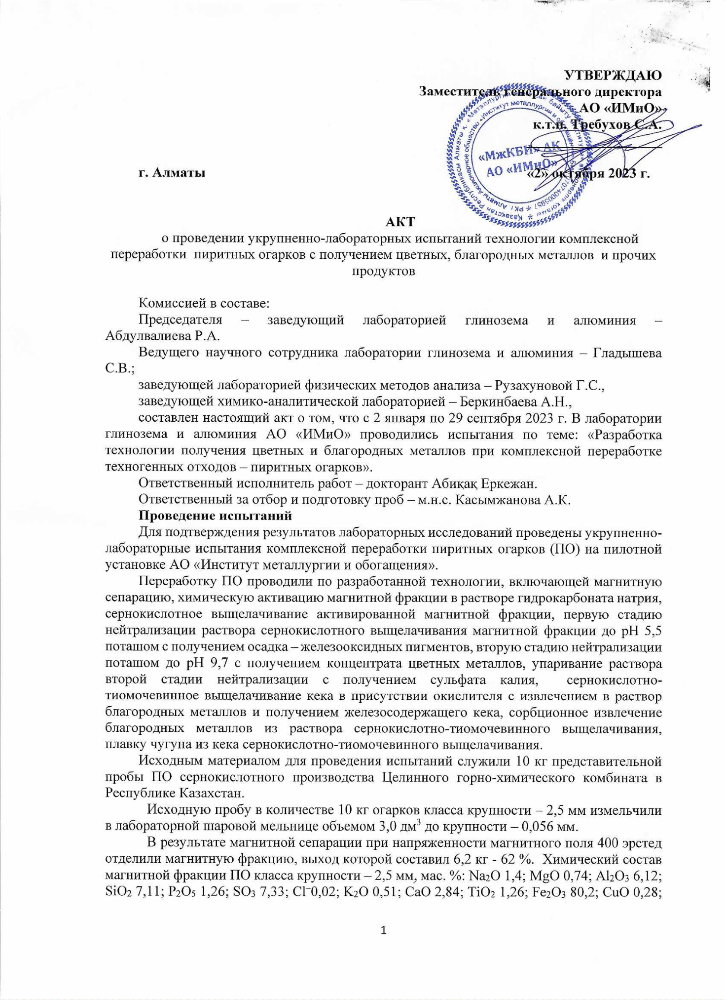 УТВЕРЖДАЮ
Заместитель генерального директора
АО «ИМиО»
к.т.н. Требухов С.А.
«МжКБИ» АҚ
АО «ИМиО»
г. Алматы «2» октября 2023 г.
АКТ
о проведении укрупненно-лабораторных испытаний технологии комплексной
переработки пиритных огарков с получением цветных, благородных металлов и прочих
продуктов
Комиссией в составе:
Председателя – заведующий лабораторией глинозема и алюминия –
Абдулвалиева Р.А.
Ведущего научного сотрудника лаборатории глинозема и алюминия – Гладышева
С.В.;
заведующей лабораторией физических методов анализа – Рузахуновой Г.С.,
заведующей химико-аналитической лабораторией – Беркинбаева А.Н.,
составлен настоящий акт о том, что с 2 января по 29 сентября 2023 г. В лаборатории
глинозема и алюминия АО «ИМиО» проводились испытания по теме: «Разработка
технологии получения цветных и благородных металлов при комплексной переработке
техногенных отходов – пиритных огарков».
Ответственный исполнитель работ – докторант Абиқақ Еркежан.
Ответственный за отбор и подготовку проб – м.н.с. Касымжанова А.К.
Проведение испытаний
Для подтверждения результатов лабораторных исследований проведены укрупненно-
лабораторные испытания комплексной переработки пиритных огарков (ПО) на пилотной
установке АО «Институт металлургии и обогащения».
Переработку ПО проводили по разработанной технологии, включающей магнитную
сепарацию, химическую активацию магнитной фракции в растворе гидрокарбоната натрия,
сернокислотное выщелачивание активированной магнитной фракции, первую стадию
нейтрализации раствора сернокислотного выщелачивания магнитной фракции до pH 5,5
поташом с получением осадка – железооксидных пигментов, вторую стадию нейтрализации
поташом до pH 9,7 с получением концентрата цветных металлов, упаривание раствора
второй стадии нейтрализации с получением сульфата калия, сернокислотно-
тиомочевинное выщелачивание кека в присутствии окислителя с извлечением в раствор
благородных металлов и получением железосодержащего кека, сорбционное извлечение
благородных металлов из раствора сернокислотно-тиомочевинного выщелачивания,
плавку чугуна из кека сернокислотно-тиомочевинного выщелачивания.
Исходным материалом для проведения испытаний служили 10 кг представительной
пробы ПО сернокислотного производства Целинного горно-химического комбината в
Республике Казахстан.
Исходную пробу в количестве 10 кг огарков класса крупности – 2,5 мм измельчили
в лабораторной шаровой мельнице объемом 3,0 дм³ до крупности – 0,056 мм.
В результате магнитной сепарации при напряженности магнитного поля 400 эрстед
отделили магнитную фракцию, выход которой составил 6,2 кг - 62 %. Химический состав
магнитной фракции ПО класса крупности – 2,5 мм, мас. %: Na₂O 1,4; MgO 0,74; Al₂O₃ 6,12;
SiO₂ 7,11; P₂O₅ 1,26; SO₃ 7,33; Cl⁻0,02; K₂O 0,51; CaO 2,84; TiO₂ 1,26; Fe₂O₃ 80,2; CuO 0,28;
1